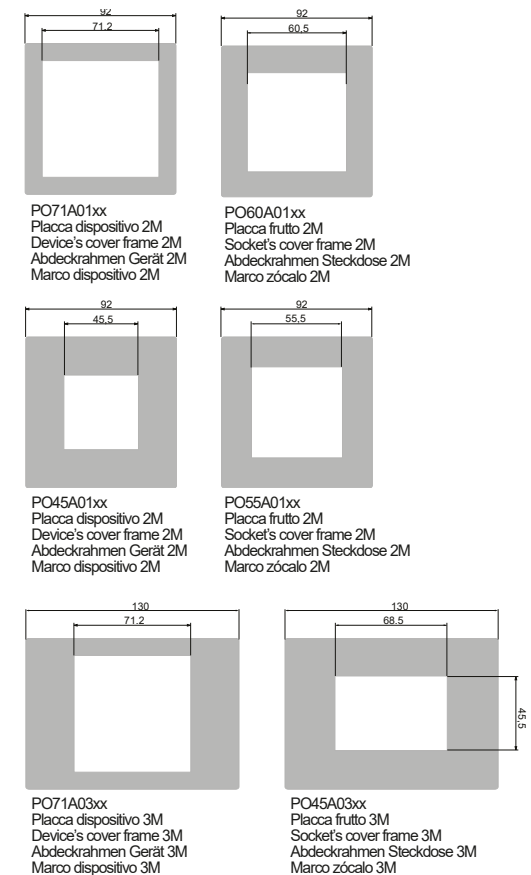 92
71.2
PO71A01xx
Placca dispositivo 2M
Device's cover frame 2M
Abdeckrahmen Gerät 2M
Marco dispositivo 2M
92
60,5
PO60A01xx
Placca frutto 2M
Socket's cover frame 2M
Abdeckrahmen Steckdose 2M
Marco zócalo 2M
92
45,5
PO45A01xx
Placca dispositivo 2M
Device's cover frame 2M
Abdeckrahmen Gerät 2M
Marco dispositivo 2M
92
55,5
PO55A01xx
Placca frutto 2M
Socket's cover frame 2M
Abdeckrahmen Steckdose 2M
Marco zócalo 2M
130
71.2
PO71A03xx
Placca dispositivo 3M
Device's cover frame 3M
Abdeckrahmen Gerät 3M
Marco dispositivo 3M
130
68.5
45,5
PO45A03xx
Placca frutto 3M
Socket's cover frame 3M
Abdeckrahmen Steckdose 3M
Marco zócalo 3M